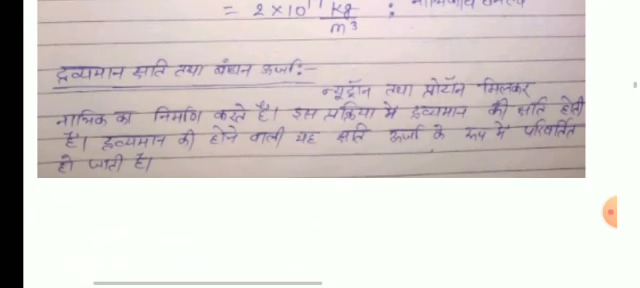 = 2 × 10¹⁷ kg/m³ :
द्रव्यमान क्षति तथा बंधन ऊर्जा:-
न्यूट्रॉन तथा प्रोटॉन मिलकर
नाभिक का निर्माण करते है। इस प्रक्रिया में द्रव्यमान की क्षति होती
है। द्रव्यमान की होने वाली यह क्षति ऊर्जा के रूप में परिवर्तित
हो जाती है।